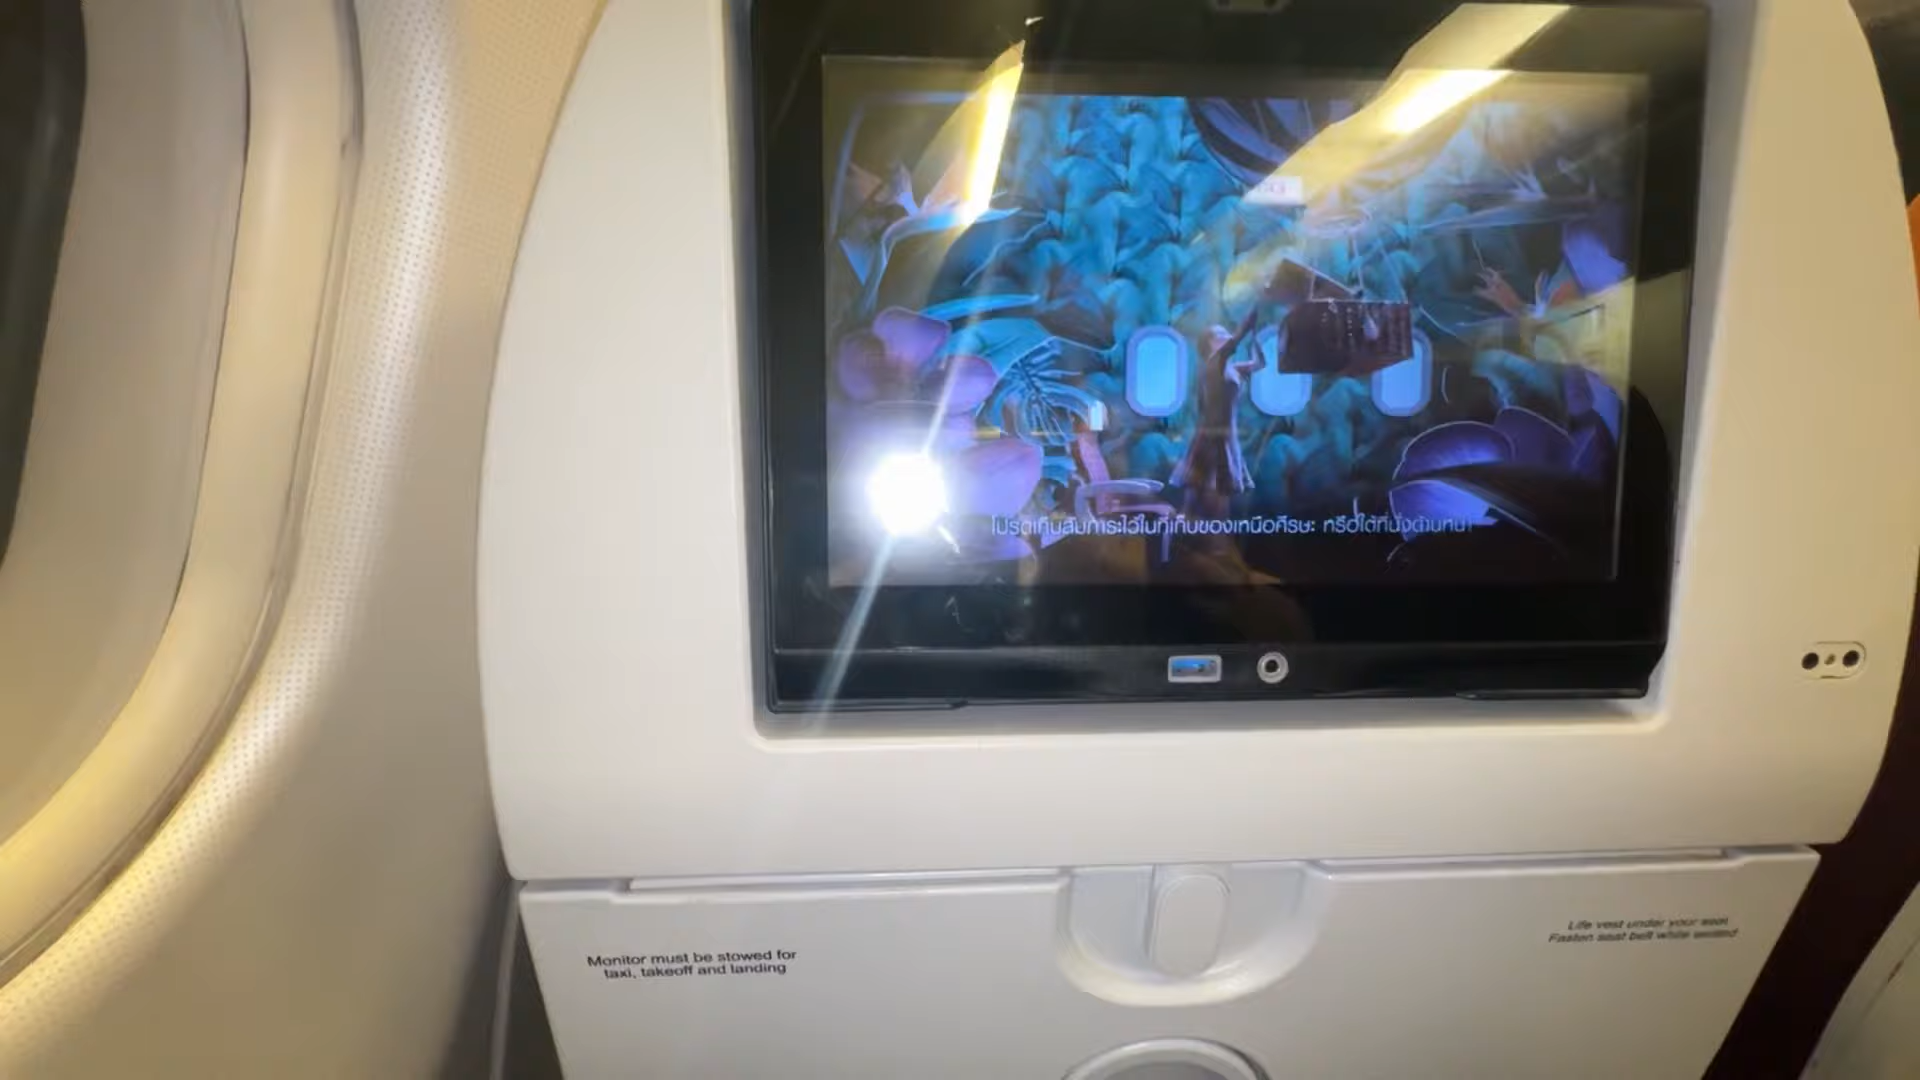 โปรดเก็บสัมภาระไว้ในที่เก็บของเหนือศีรษะ หรือใต้ที่นั่งด้านหน้า
Monitor must be stowed for
taxi, takeoff and landing
Life vest under your seat
Fasten seat belt while seated